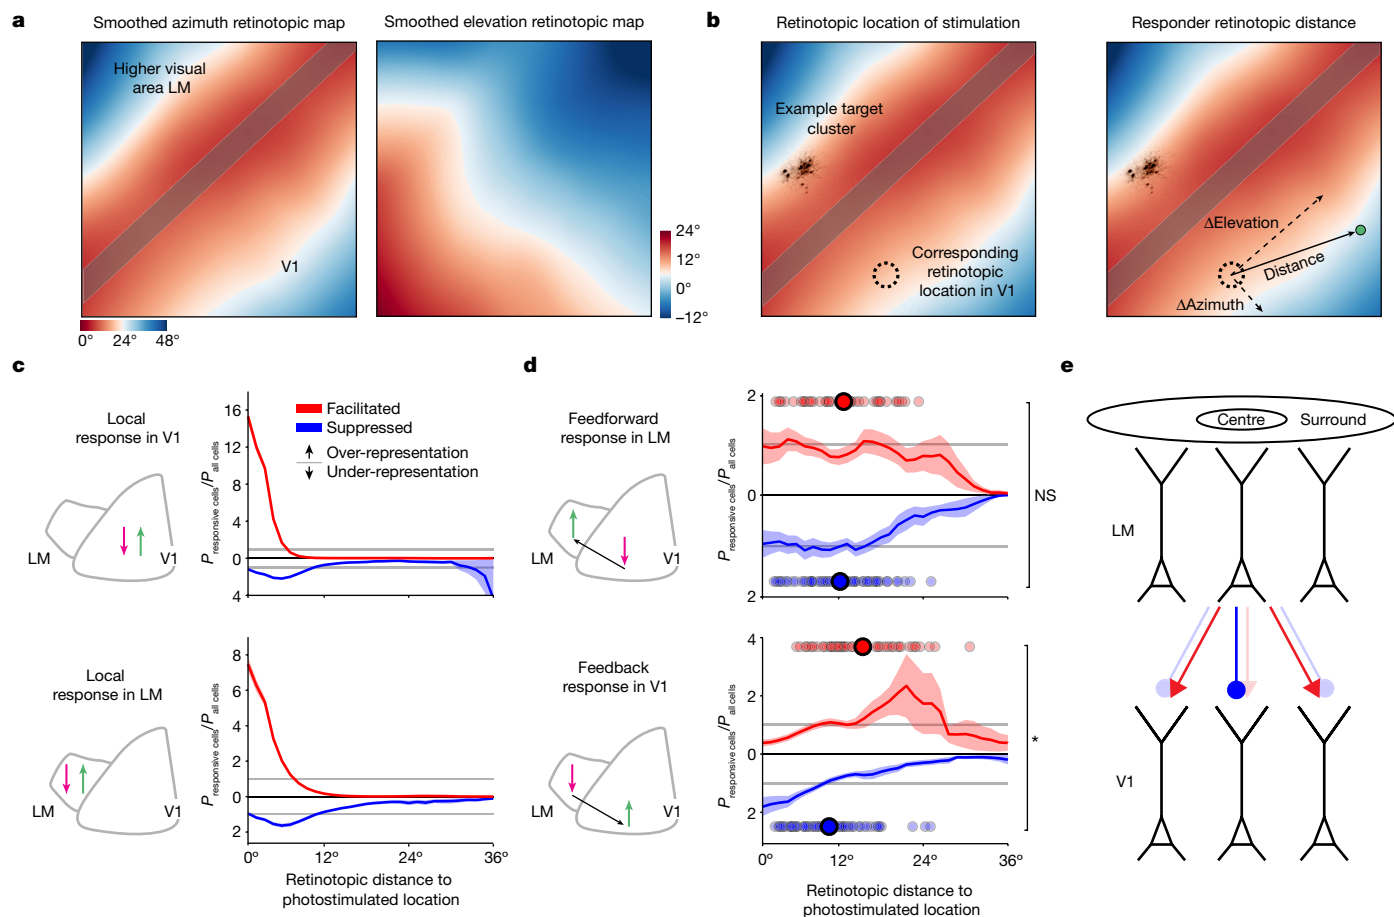 a
Smoothed azimuth retinotopic map
Higher visual
area LM
V1
0° 24° 48°
Smoothed elevation retinotopic map
24°
12°
0°
−12°
b
Retinotopic location of stimulation
Example target
cluster
Corresponding
retinotopic
location in V1
Responder retinotopic distance
ΔElevation
Distance
ΔAzimuth
c
Local
response in V1
LM
V1
P responsive cells/P all cells
16
12
8
4
0
4
Facilitated
Suppressed
Over-representation
Under-representation
Local
response in LM
LM
V1
P responsive cells/P all cells
8
6
4
2
0
2
0° 12° 24° 36°
Retinotopic distance to
photostimulated location
d
Feedforward
response in LM
LM
V1
P responsive cells/P all cells
2
1
0
1
2
NS
Feedback
response in V1
LM
V1
P responsive cells/P all cells
4
2
0
2
*
0° 12° 24° 36°
Retinotopic distance to
photostimulated location
e
Centre
Surround
LM
V1